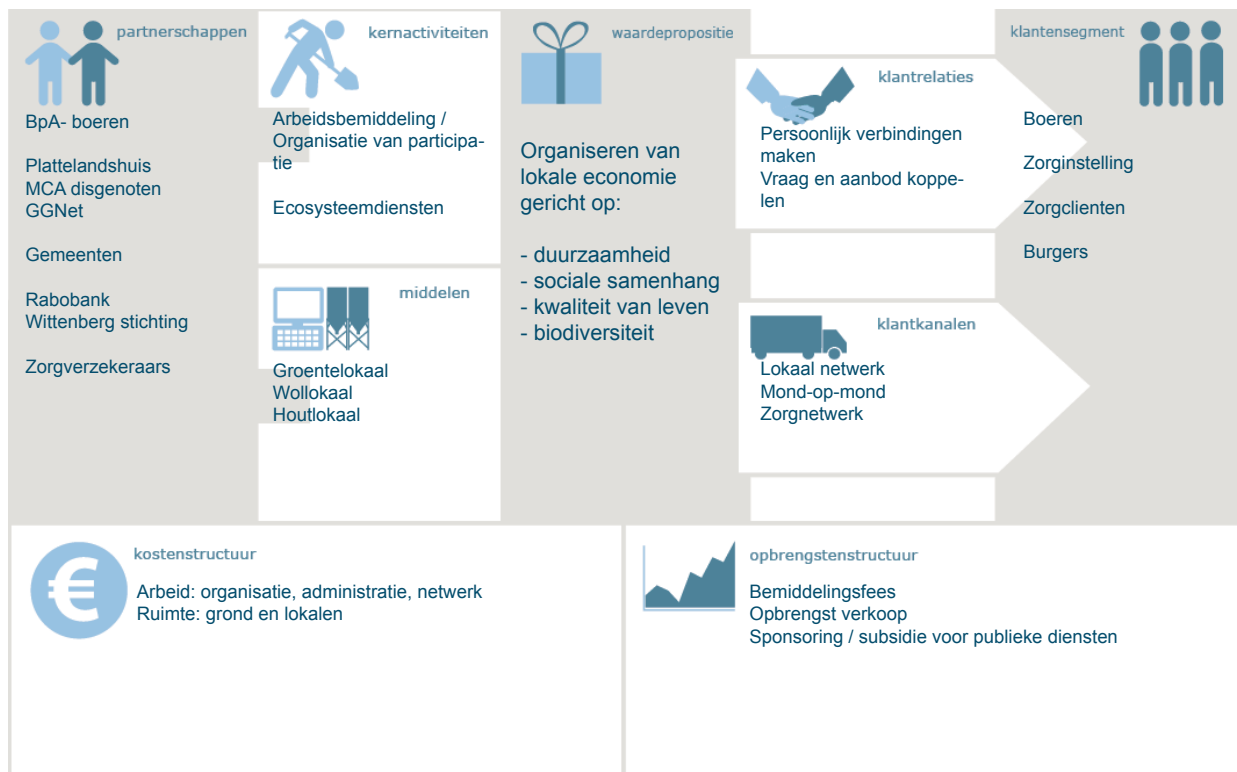 partnerschappen
BpA- boeren
Plattelandshuis
MCA disgenoten
GGNet
Gemeenten
Rabobank
Wittenberg stichting
Zorgverzekeraars
kernactiviteiten
Arbeidsbemiddeling /
Organisatie van participa-
tie
Ecosysteemdiensten
middelen
Groentelokaal
Wollokaal
Houtlokaal
waardepropositie
Organiseren van
lokale economie
gericht op:
- duurzaamheid
- sociale samenhang
- kwaliteit van leven
- biodiversiteit
klantrelaties
Persoonlijk verbindingen
maken
Vraag en aanbod koppe-
len
klantkanalen
Lokaal netwerk
Mond-op-mond
Zorgnetwerk
klantensegment
Boeren
Zorginstelling
Zorgclienten
Burgers
kostenstructuur
€
Arbeid: organisatie, administratie, netwerk
Ruimte: grond en lokalen
opbrengstenstructuur
Bemiddelingsfees
Opbrengst verkoop
Sponsoring / subsidie voor publieke diensten